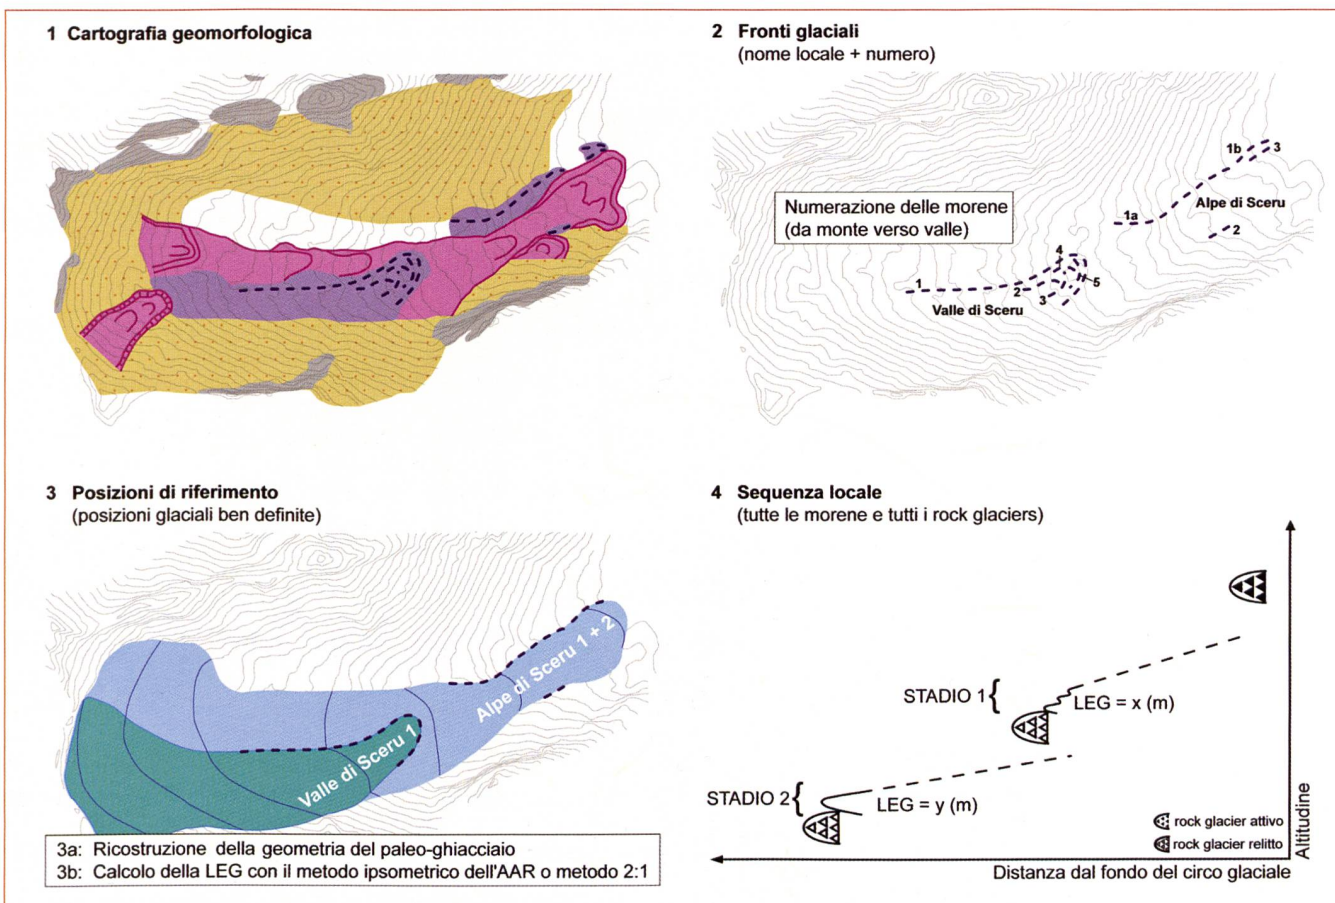 1 Cartografia geomorfologica
2 Fronti glaciali
(nome locale + numero)
Numerazione delle morene
(da monte verso valle)
1b
3
1a
Alpe di Sceru
2
4
1
2
3
5
Valle di Sceru
3 Posizioni di riferimento
(posizioni glaciali ben definite)
Alpe di Sceru 1 + 2
Valle di Sceru 1
3a: Ricostruzione della geometria del paleo-ghiacciaio
3b: Calcolo della LEG con il metodo ipsometrico dell'AAR o metodo 2:1
4 Sequenza locale
(tutte le morene e tutti i rock glaciers)
STADIO 1{
LEG = x (m)
STADIO 2{
LEG = y (m)
rock glacier attivo
rock glacier relitto
Altitudine
Distanza dal fondo del circo glaciale